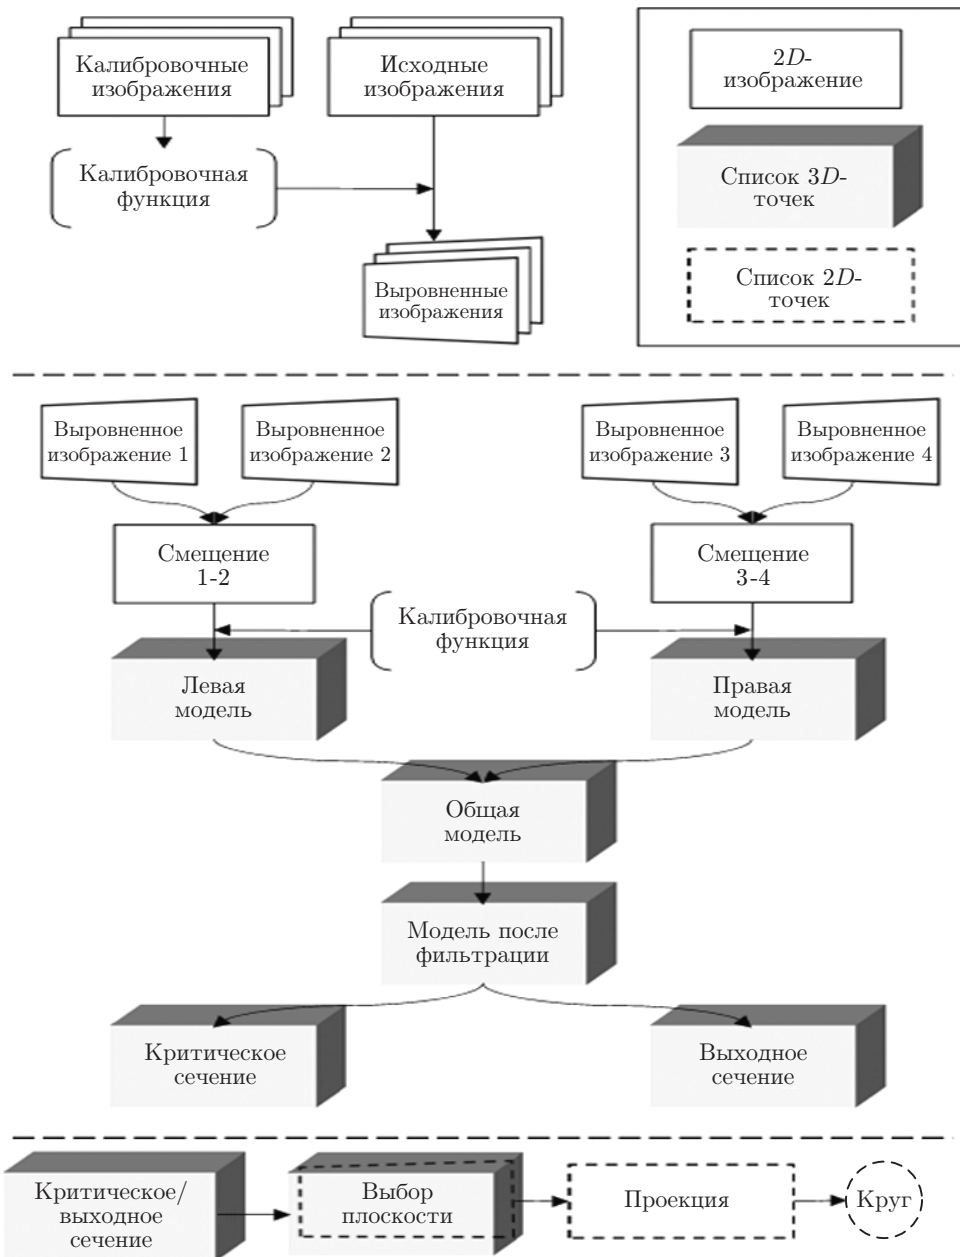 Калибровочные
изображения
Исходные
изображения
Калибровочная
функция
Выровненные
изображения
2D-
изображение
Список 3D-
точек
Список 2D-
точек
Выровненное
изображение 1
Выровненное
изображение 2
Выровненное
изображение 3
Выровненное
изображение 4
Смещение
1-2
Смещение
3-4
Калибровочная
функция
Левая
модель
Правая
модель
Общая
модель
Модель после
фильтрации
Критическое
сечение
Выходное
сечение
Критическое/
выходное
сечение
Выбор
плоскости
Проекция
Круг